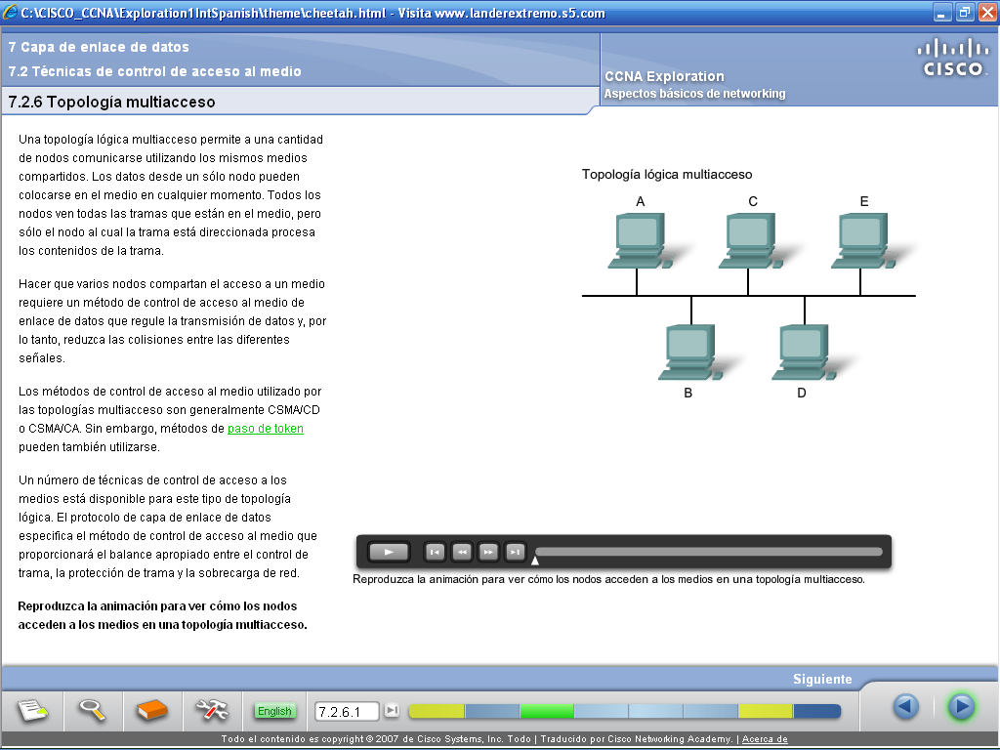 C:\CISCO_CCNA\Exploration1IntSpanish\theme\cheetah.html - Visita www.landerextremo.s5.com
7 Capa de enlace de datos
7.2 Técnicas de control de acceso al medio
CCNA Exploration
Aspectos básicos de networking
CISCO
7.2.6 Topología multiacceso
Una topología lógica multiacceso permite a una cantidad
de nodos comunicarse utilizando los mismos medios
compartidos. Los datos desde un sólo nodo pueden
colocarse en el medio en cualquier momento. Todos los
nodos ven todas las tramas que están en el medio, pero
sólo el nodo al cual la trama está direccionada procesa
los contenidos de la trama.
Hacer que varios nodos compartan el acceso a un medio
requiere un método de control de acceso al medio de
enlace de datos que regule la transmisión de datos y, por
lo tanto, reduzca las colisiones entre las diferentes
señales.
Los métodos de control de acceso al medio utilizado por
las topologías multiacceso son generalmente CSMA/CD
o CSMA/CA. Sin embargo, métodos de paso de token
pueden también utilizarse.
Un número de técnicas de control de acceso a los
medios está disponible para este tipo de topología
lógica. El protocolo de capa de enlace de datos
especifica el método de control de acceso al medio que
proporcionará el balance apropiado entre el control de
trama, la protección de trama y la sobrecarga de red.
Reproduzca la animación para ver cómo los nodos
acceden a los medios en una topología multiacceso.
Topología lógica multiacceso
A C E
B D
Reproduzca la animación para ver cómo los nodos acceden a los medios en una topología multiacceso.
Siguiente
English
7.2.6.1
Todo el contenido es copyright © 2007 de Cisco Systems, Inc. Todo | Traducido por Cisco Networking Academy. | Acerca de